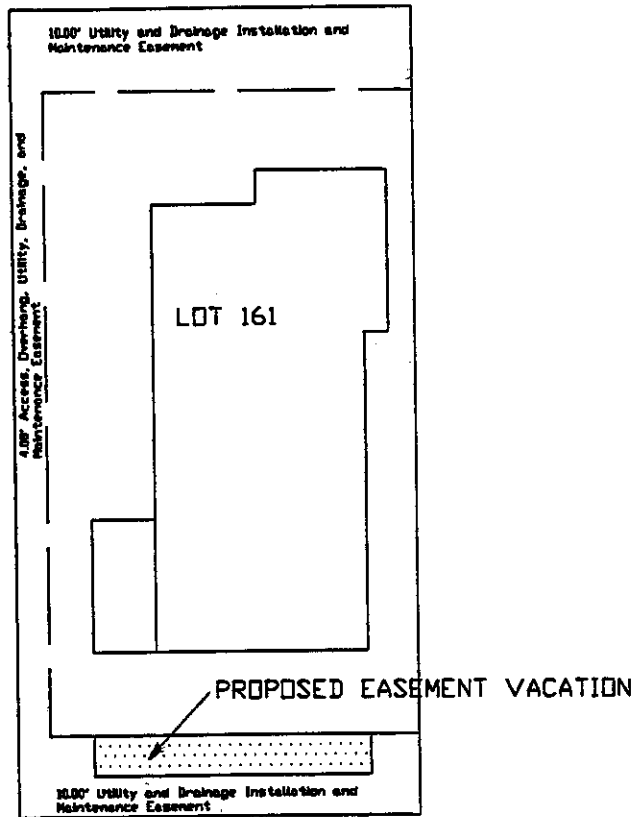 10.00' Utility and Drainage Installation and
Maintenance Easement
4.00' Access, Overhang, Utility, Drainage, and
Maintenance Easement
LOT 161
PROPOSED EASEMENT VACATION
10.00' Utility and Drainage Installation and
Maintenance Easement